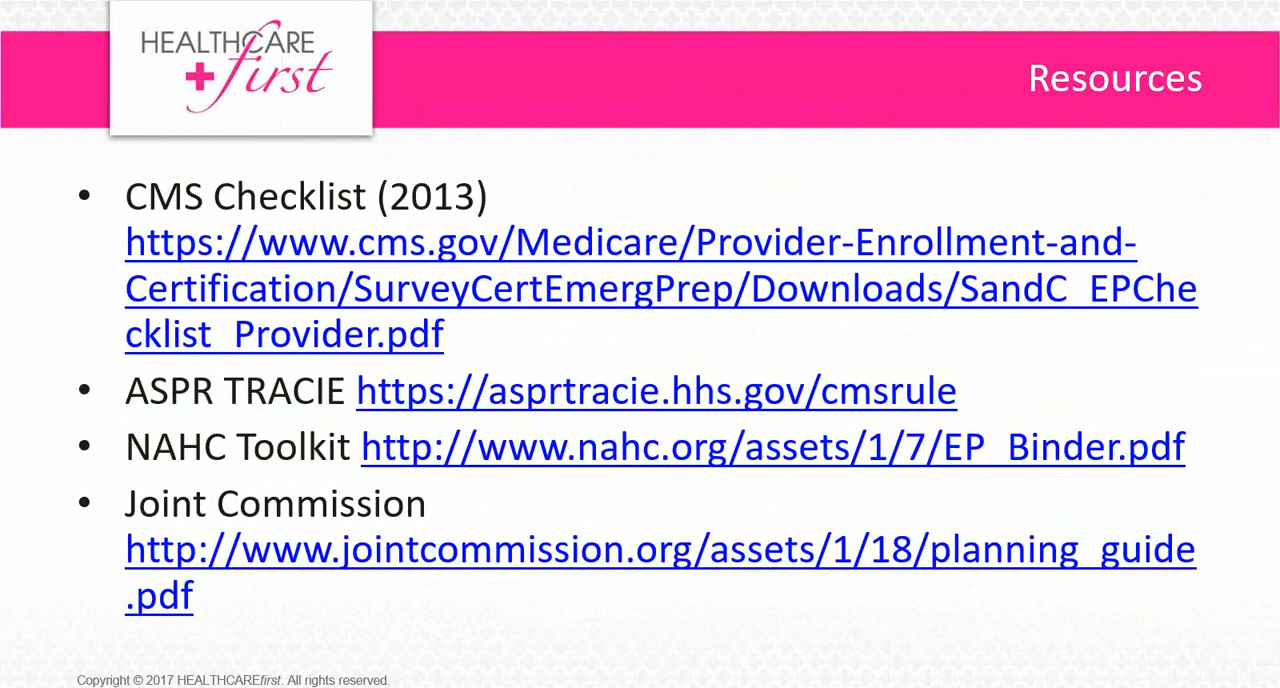 HEALTHCARE
first
Resources
• CMS Checklist (2013)
https://www.cms.gov/Medicare/Provider-Enrollment-and-
Certification/SurveyCertEmergPrep/Downloads/SandC_EPChe
cklist_Provider.pdf
• ASPR TRACIE https://asprtracie.hhs.gov/cmsrule
• NAHC Toolkit http://www.nahc.org/assets/1/7/EP_Binder.pdf
• Joint Commission
http://www.jointcommission.org/assets/1/18/planning_guide
.pdf
Copyright © 2017 HEALTHCAREfirst. All rights reserved.